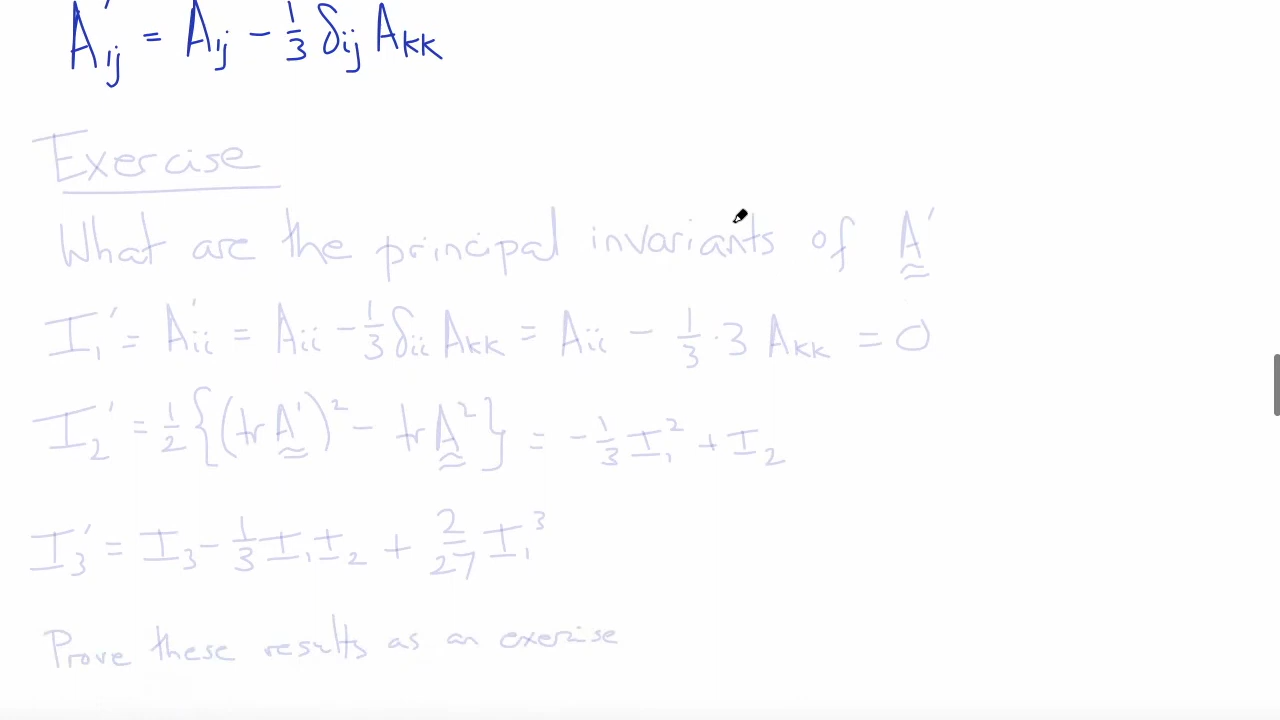 A'ij = Aij - 1/3 δij Akk
Exercise
What are the principal invariants of A'
I₁' = A'ii = Aii - 1/3 δii Akk = Aii - 1/3 · 3 Akk = 0
I₂' = 1/2 {(tr A')² - tr A²} = - 1/3 I₁² + I₂
I₃' = I₃ - 1/3 I₁ I₂ + 2/27 I₁³
Prove these results as an exercise